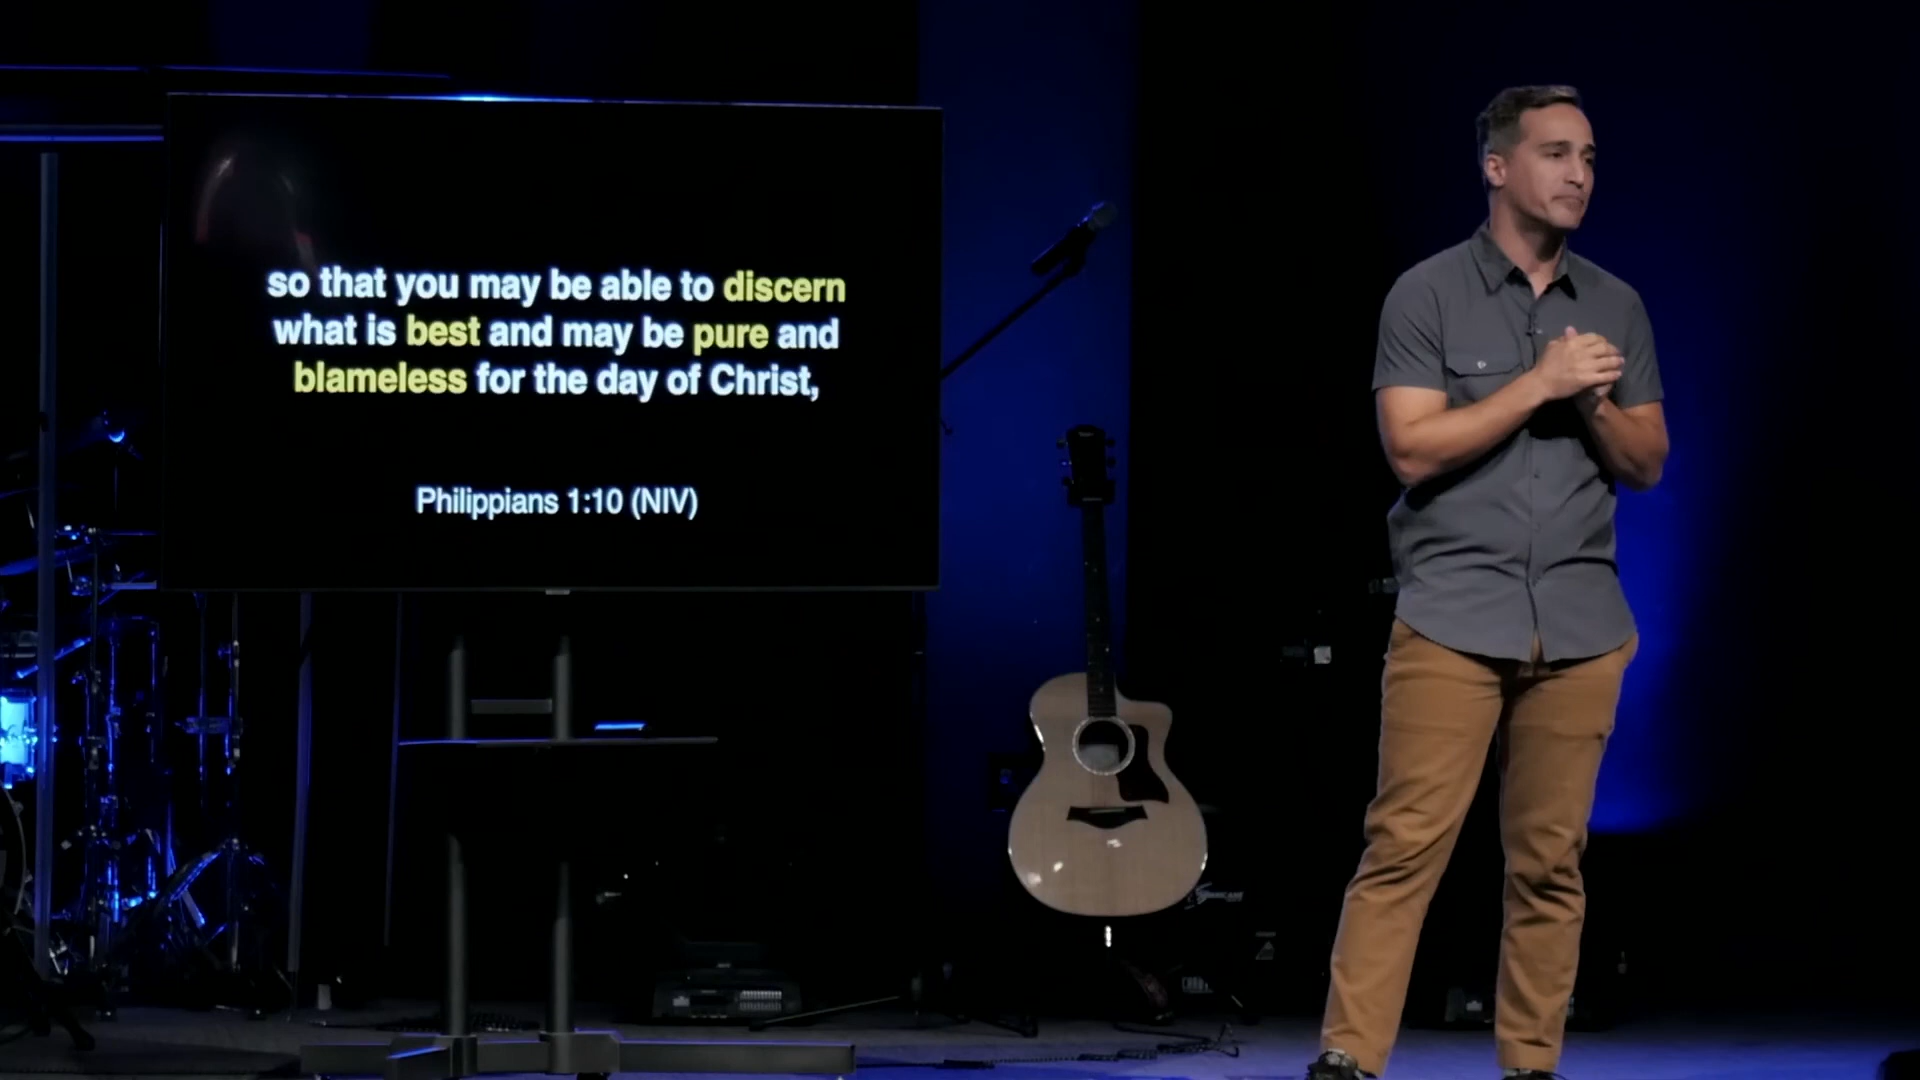 so that you may be able to discern
what is best and may be pure and
blameless for the day of Christ,
Philippians 1:10 (NIV)